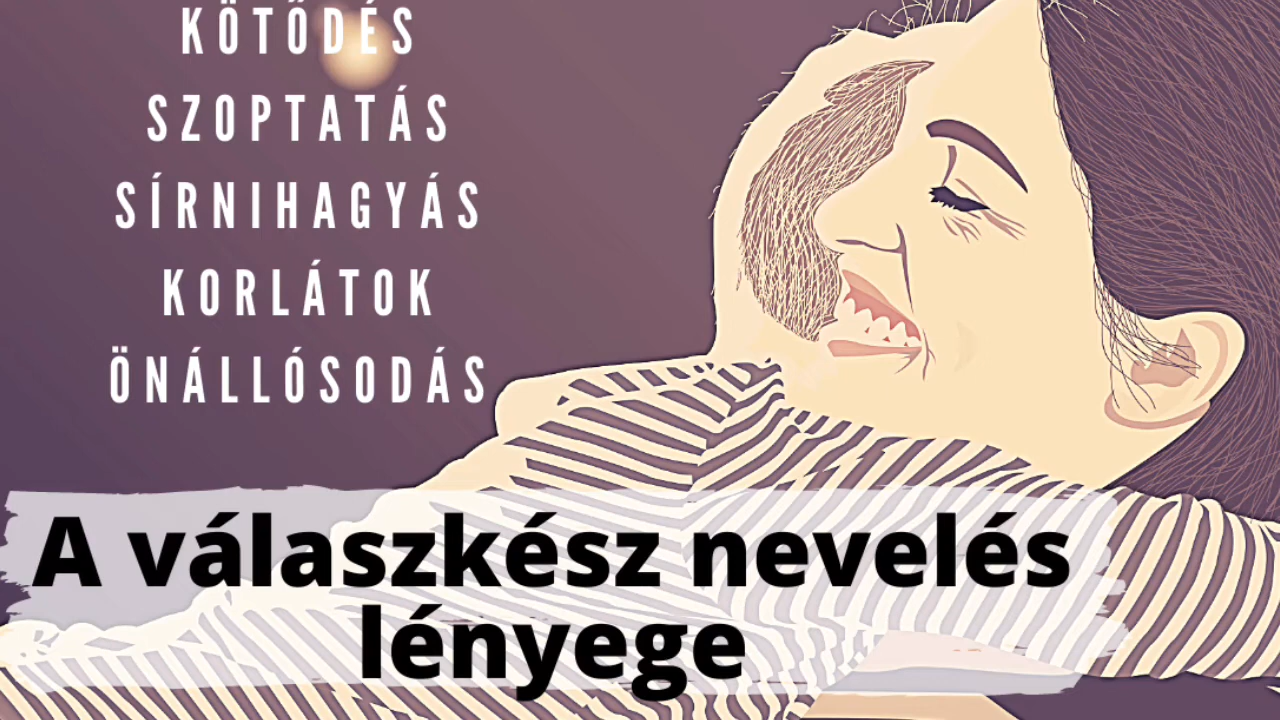 KÖTŐDÉS
SZOPTATÁS
SÍRNIHAGYÁS
KORLÁTOK
ÖNÁLLÓSODÁS
A válaszkész nevelés
lényege